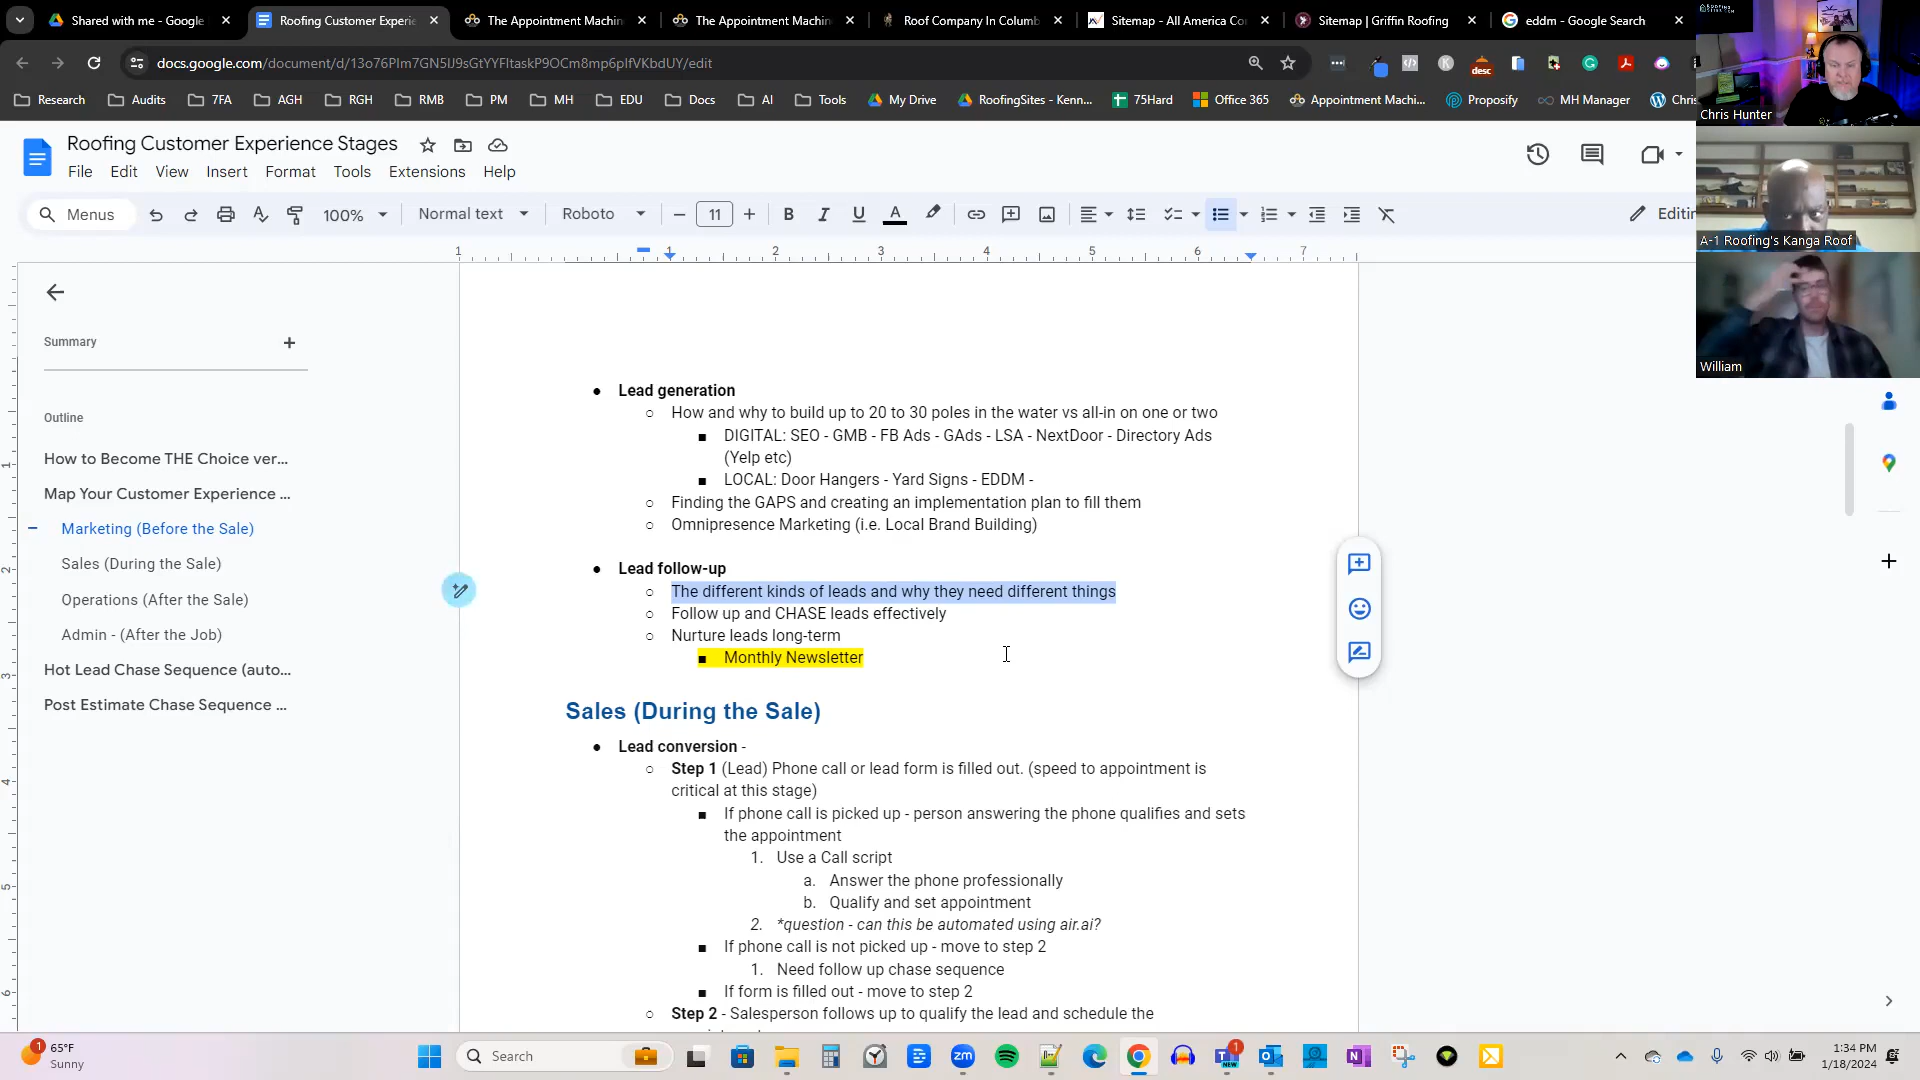 Shared with me - Google
Roofing Customer Experie
The Appointment Machin
The Appointment Machin
Roof Company In Columb
Sitemap - All America Co
Sitemap | Griffin Roofing
eddm - Google Search
docs.google.com/document/d/13o76PIm7GN5lJ9sGtYYFltaskP9OCm8mp6plfVKbdUY/edit
desc
Research
Audits
7FA
AGH
RGH
RMB
PM
MH
EDU
Docs
AI
Tools
My Drive
RoofingSites - Kenn...
75Hard
Office 365
Appointment Machi...
Proposify
MH Manager
Chris
Chris Hunter
A-1 Roofing's Kanga Roof
William
Roofing Customer Experience Stages
File Edit View Insert Format Tools Extensions Help
Menus
100%
Normal text
Roboto
11
Editin
1 1 2 3 4 5 6 7
Summary
Outline
How to Become THE Choice ver...
Map Your Customer Experience ...
Marketing (Before the Sale)
Sales (During the Sale)
Operations (After the Sale)
Admin - (After the Job)
Hot Lead Chase Sequence (auto...
Post Estimate Chase Sequence ...
● Lead generation
○ How and why to build up to 20 to 30 poles in the water vs all-in on one or two
■ DIGITAL: SEO - GMB - FB Ads - GAds - LSA - NextDoor - Directory Ads
(Yelp etc)
■ LOCAL: Door Hangers - Yard Signs - EDDM -
○ Finding the GAPS and creating an implementation plan to fill them
○ Omnipresence Marketing (i.e. Local Brand Building)
● Lead follow-up
○ The different kinds of leads and why they need different things
○ Follow up and CHASE leads effectively
○ Nurture leads long-term
■ Monthly Newsletter
Sales (During the Sale)
● Lead conversion -
○ Step 1 (Lead) Phone call or lead form is filled out. (speed to appointment is
critical at this stage)
■ If phone call is picked up - person answering the phone qualifies and sets
the appointment
1. Use a Call script
a. Answer the phone professionally
b. Qualify and set appointment
2. *question - can this be automated using air.ai?
■ If phone call is not picked up - move to step 2
1. Need follow up chase sequence
■ If form is filled out - move to step 2
○ Step 2 - Salesperson follows up to qualify the lead and schedule the
1
65°F
Sunny
Search
1
NEW
1:34 PM
1/18/2024